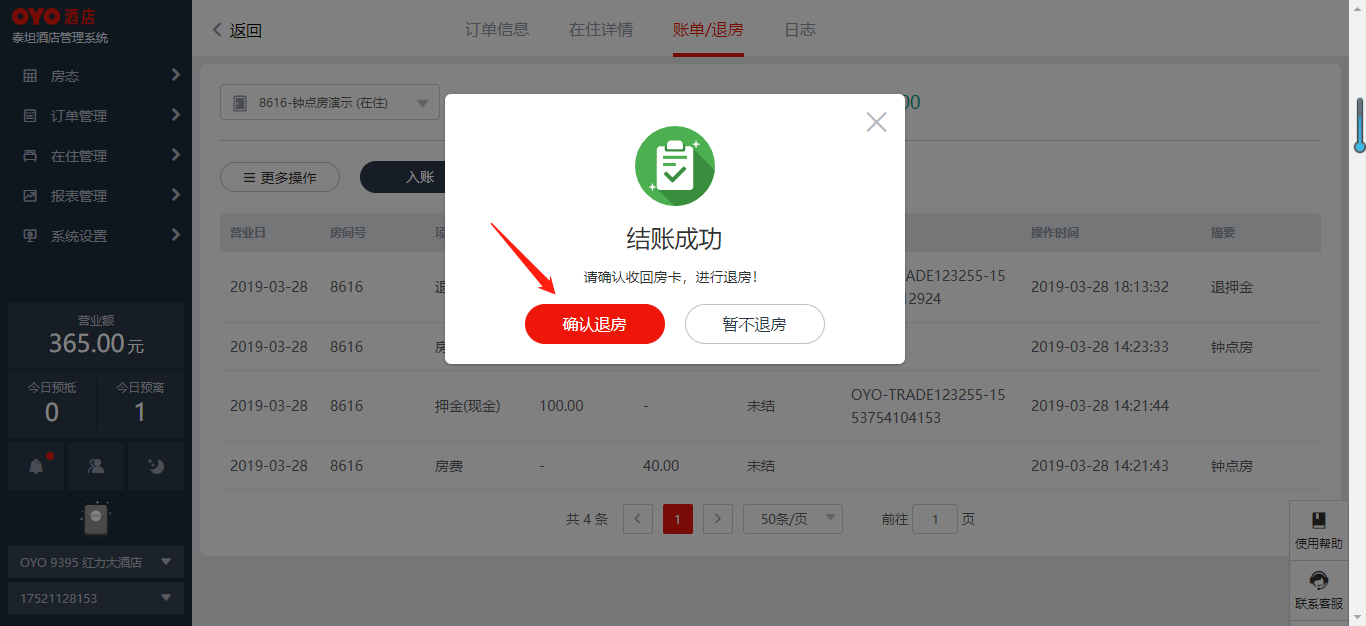 OYO 酒店
泰坦酒店管理系统
房态
订单管理
在住管理
报表管理
系统设置
营业额
365.00元
今日预抵 今日预离
0 1
OYO 9395 红力大酒店
17521128153
返回 订单信息 在住详情 账单/退房 日志
8616-钟点房演示 (在住)
更多操作 入账
营业日 房间号 操作时间 摘要
2019-03-28 8616 2019-03-28 18:13:32 退押金
2019-03-28 8616 2019-03-28 14:23:33 钟点房
2019-03-28 8616 押金(现金) 100.00 - 未结 OYO-TRADE123255-15
53754104153 2019-03-28 14:21:44
2019-03-28 8616 房费 - 40.00 未结 2019-03-28 14:21:43 钟点房
共 4 条 1 50条/页 前往 1 页
结账成功
请确认收回房卡，进行退房！
确认退房 暂不退房
使用帮助
联系客服